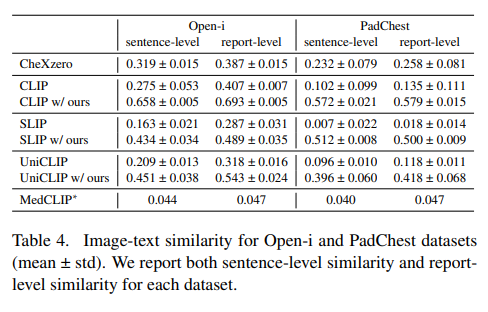 Open-i PadChest
sentence-level report-level sentence-level report-level
CheXzero 0.319 ± 0.015 0.387 ± 0.015 0.232 ± 0.079 0.258 ± 0.081
CLIP 0.275 ± 0.053 0.407 ± 0.007 0.102 ± 0.099 0.135 ± 0.111
CLIP w/ ours 0.658 ± 0.005 0.693 ± 0.005 0.572 ± 0.021 0.579 ± 0.015
SLIP 0.163 ± 0.021 0.287 ± 0.031 0.007 ± 0.022 0.018 ± 0.014
SLIP w/ ours 0.434 ± 0.034 0.489 ± 0.035 0.512 ± 0.008 0.500 ± 0.009
UniCLIP 0.209 ± 0.013 0.318 ± 0.016 0.096 ± 0.010 0.118 ± 0.011
UniCLIP w/ ours 0.451 ± 0.038 0.543 ± 0.024 0.396 ± 0.060 0.418 ± 0.068
MedCLIP* 0.044 0.047 0.040 0.047
Table 4. Image-text similarity for Open-i and PadChest datasets
(mean ± std). We report both sentence-level similarity and report-
level similarity for each dataset.